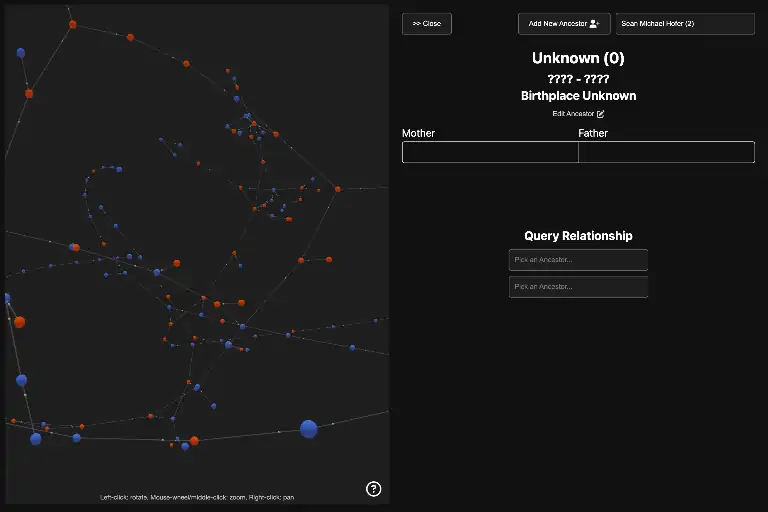 >> Close
Add New Ancestor
Sean Michael Hofer (2)
Unknown (0)
???? - ????
Birthplace Unknown
Edit Ancestor
Mother
Father
Query Relationship
Pick an Ancestor...
Pick an Ancestor...
?
Left-click: rotate, Mouse-wheel/middle-click: zoom, Right-click: pan